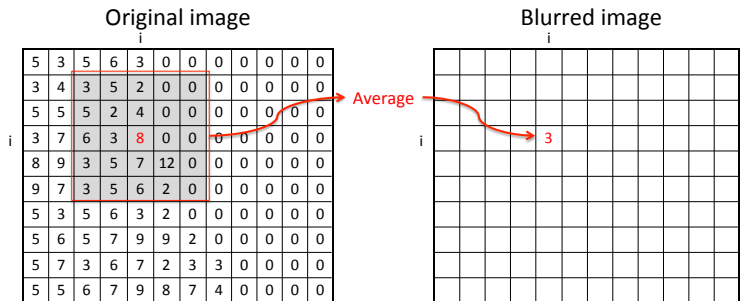 Original image
Blurred image
i
i
5 3 5 6 3 0 0 0 0 0 0 0
3 4 3 5 2 0 0 0 0 0 0 0
5 5 5 2 4 0 0 0 0 0 0 0
Average
i
3 7 6 3 8 0 0 0 0 0 0 0
i
3
8 9 3 5 7 12 0 0 0 0 0 0
9 7 3 5 6 2 0 0 0 0 0 0
5 3 5 6 3 2 0 0 0 0 0 0
5 6 5 7 9 9 2 0 0 0 0 0
5 7 3 6 7 2 3 3 0 0 0 0
5 5 6 7 9 8 7 4 0 0 0 0